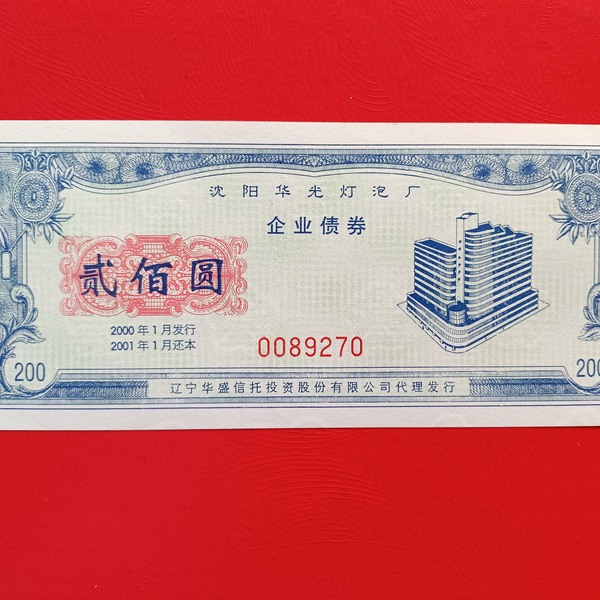 沈阳华光灯泡厂
企业债券
贰佰圆
2000年1月发行
2001年1月还本
0089270
200
200
辽宁华盛信托投资股份有限公司代理发行